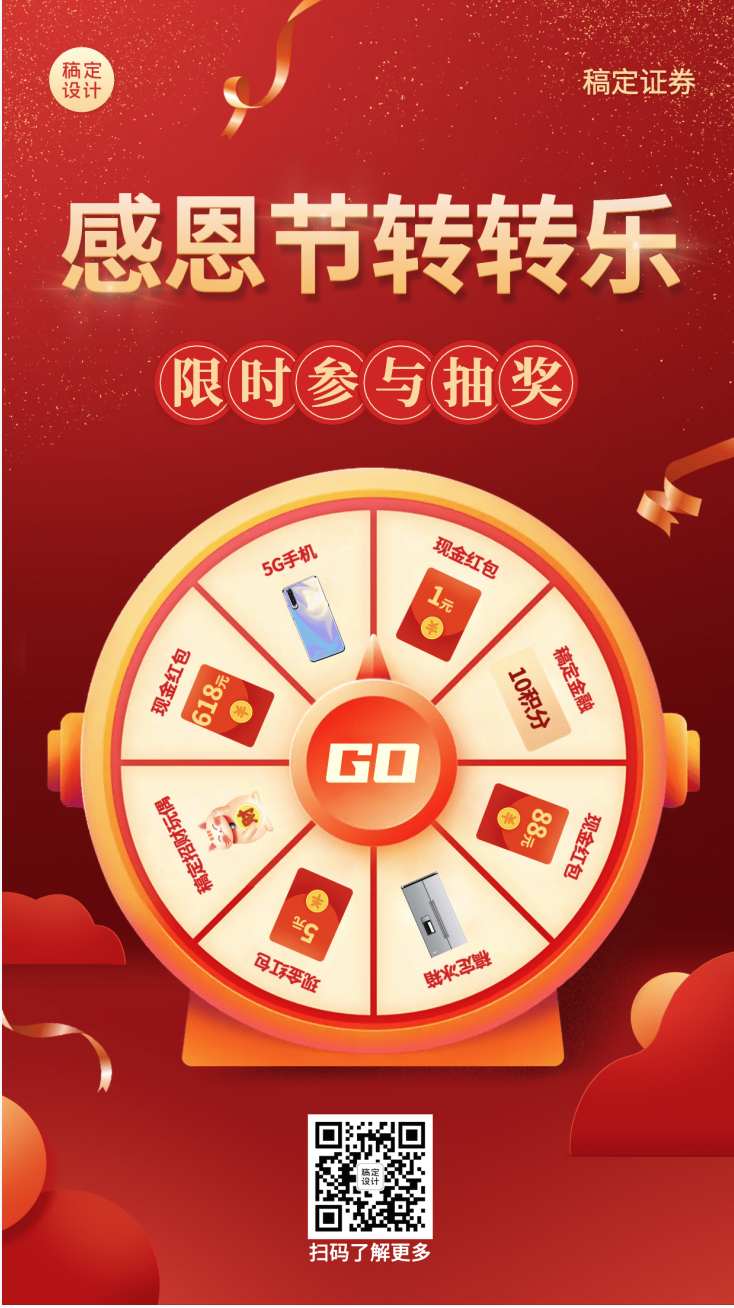 稿定
设计
稿定证券
感恩节转转乐
限时参与抽奖
5G手机
现金红包
1元
稿定金融
10积分
现金红包
88元
稿定冰箱
现金红包
5元
稿定招财玩偶
现金红包
618元
GO
稿定
设计
扫码了解更多